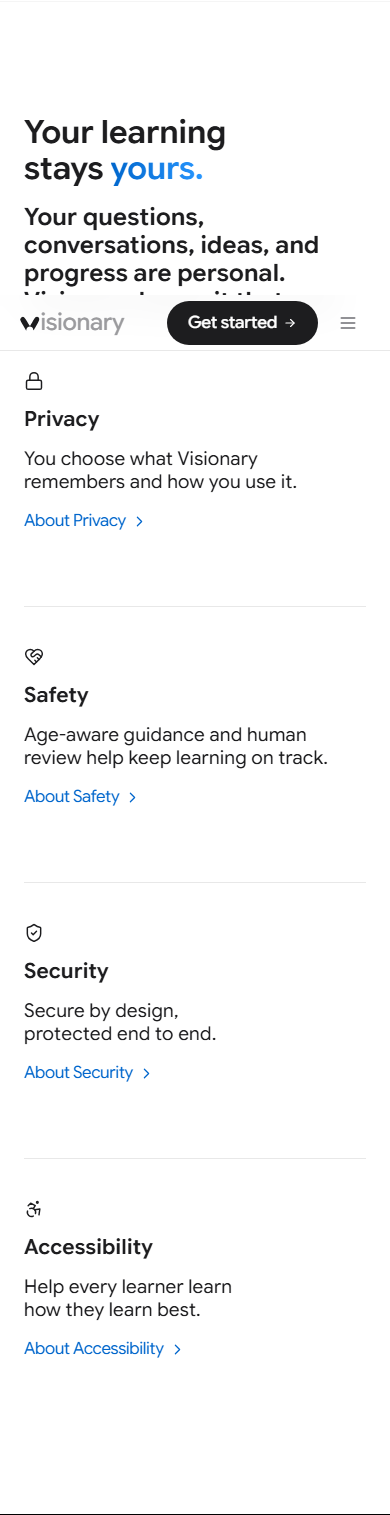 Your learning
stays yours.
Your questions,
conversations, ideas, and
progress are personal.
visionary
Get started →
Privacy
You choose what Visionary
remembers and how you use it.
About Privacy
Safety
Age-aware guidance and human
review help keep learning on track.
About Safety
Security
Secure by design,
protected end to end.
About Security
Accessibility
Help every learner learn
how they learn best.
About Accessibility